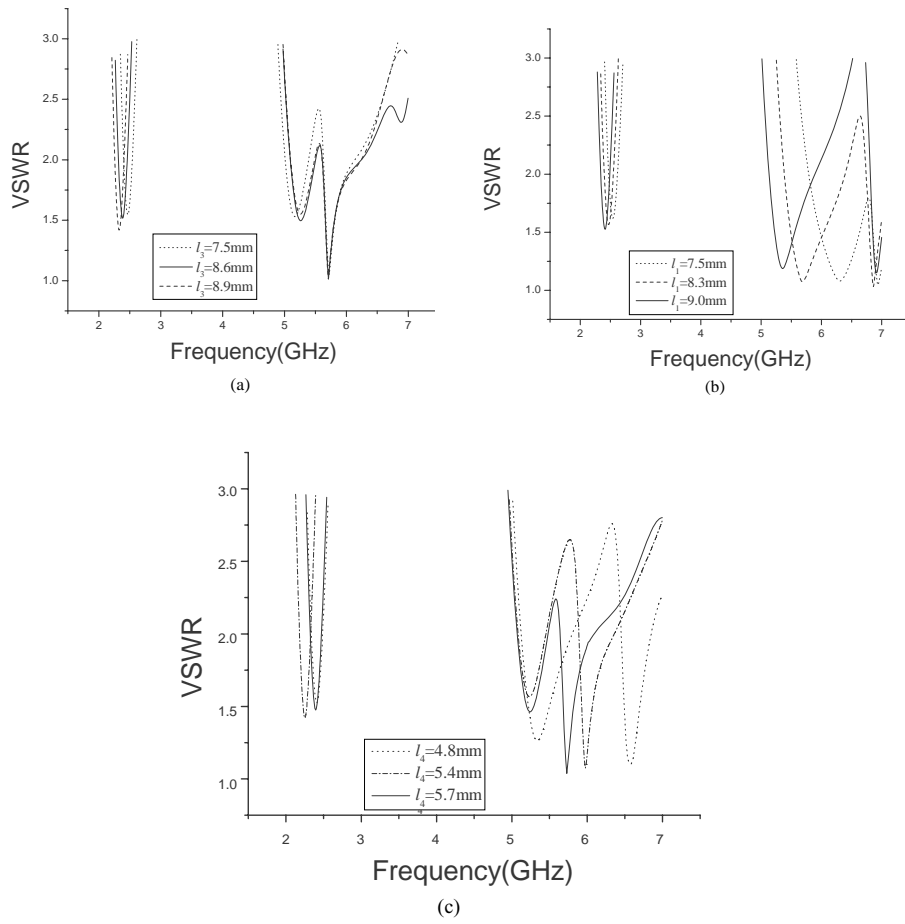 3.0
2.5
2.0
1.5
1.0
VSWR
l3=7.5mm
l3=8.6mm
l3=8.9mm
2 3 4 5 6 7
Frequency(GHz)
(a)
3.0
2.5
2.0
1.5
1.0
VSWR
l1=7.5mm
l1=8.3mm
l1=9.0mm
2 3 4 5 6 7
Frequency(GHz)
(b)
3.0
2.5
2.0
1.5
1.0
VSWR
l4=4.8mm
l4=5.4mm
l4=5.7mm
2 3 4 5 6 7
Frequency(GHz)
(c)